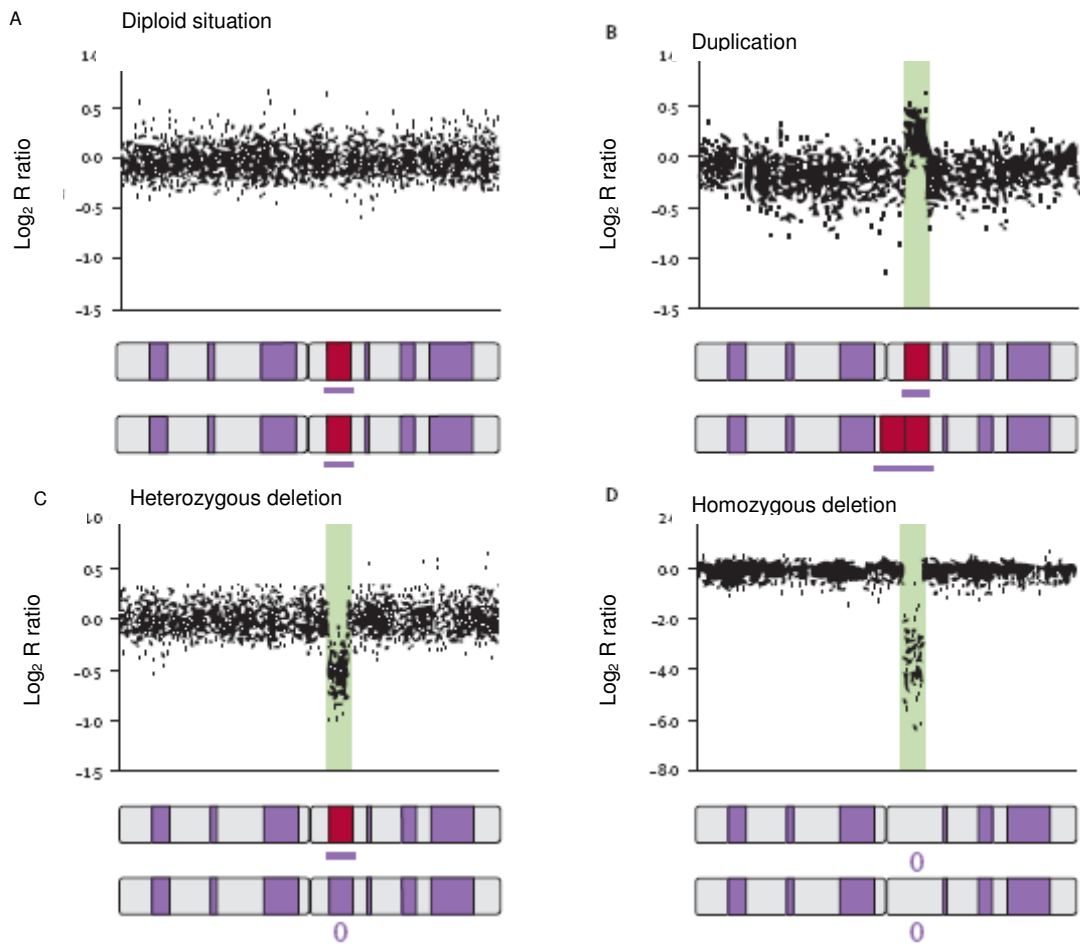 A
Diploid situation
B
Duplication
0·5
0·0
−0·5
−1·0
−1·5
Log₂ R ratio
0·5
0·0
−0·5
−1·0
−1·5
Log₂ R ratio
C
Heterozygous deletion
D
Homozygous deletion
1·0
0·5
0·0
−0·5
−1·0
−1·5
Log₂ R ratio
0·0
−2·0
−4·0
−6·0
−8·0
Log₂ R ratio
0
0
0